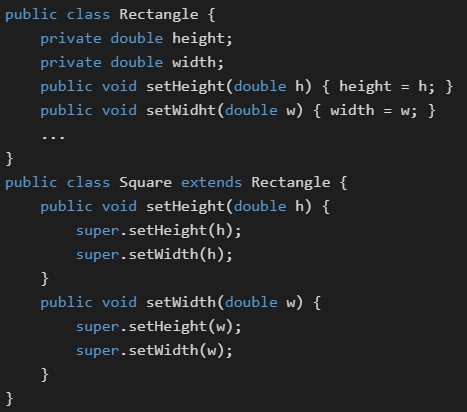 public class Rectangle {
    private double height;
    private double width;
    public void setHeight(double h) { height = h; }
    public void setWidht(double w) { width = w; }
    ...
}
public class Square extends Rectangle {
    public void setHeight(double h) {
        super.setHeight(h);
        super.setWidth(h);
    }
    public void setWidth(double w) {
        super.setHeight(w);
        super.setWidth(w);
    }
}